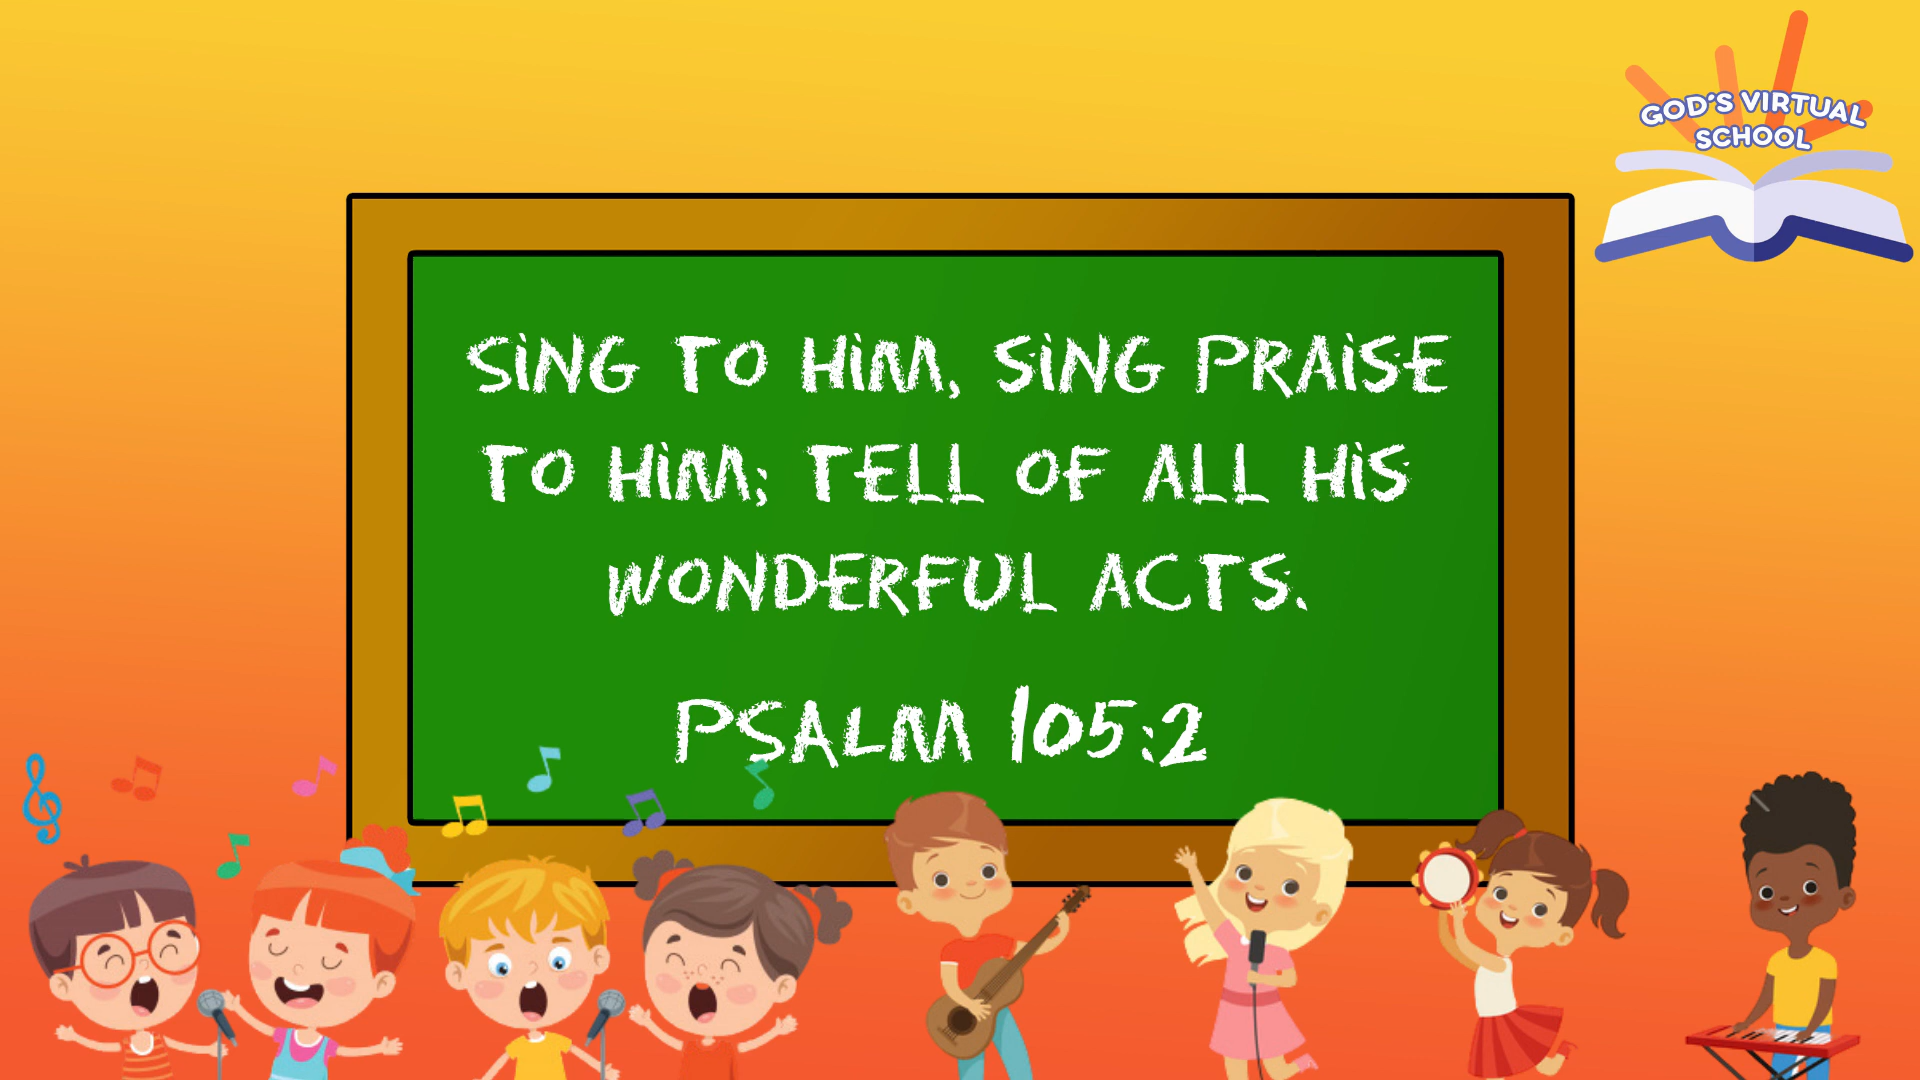 GOD'S VIRTUAL
SCHOOL
SING TO HIM, SING PRAISE
TO HIM; TELL OF ALL HIS
WONDERFUL ACTS.
PSALM 105:2